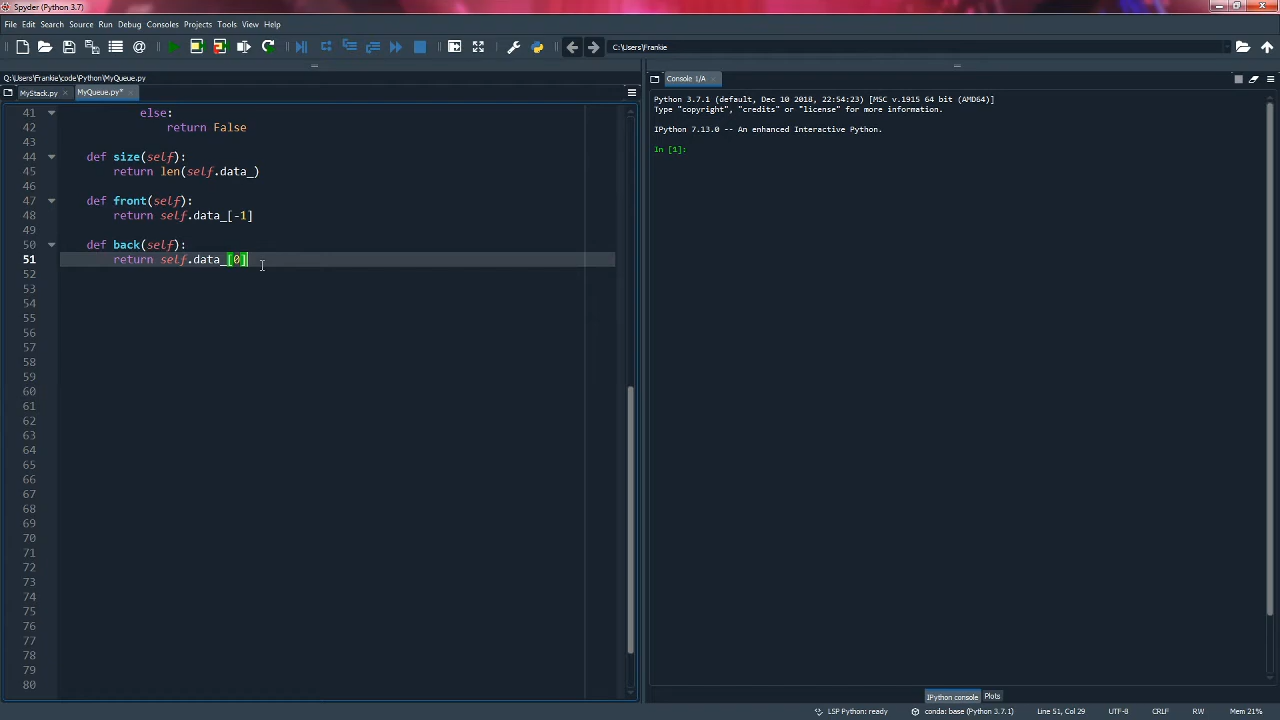 Spyder (Python 3.7)
File Edit Search Source Run Debug Consoles Projects Tools View Help
C:\Users\Frankie
Q:\Users\Frankie\code\Python\MyQueue.py
MyStack.py MyQueue.py*
Console 1/A
41 else:
42 return False
43
44 def size(self):
45 return len(self.data_)
46
47 def front(self):
48 return self.data_[-1]
49
50 def back(self):
51 return self.data_[0]
52
53
54
55
56
57
58
59
60
61
62
63
64
65
66
67
68
69
70
71
72
73
74
75
76
77
78
79
80
Python 3.7.1 (default, Dec 10 2018, 22:54:23) [MSC v.1915 64 bit (AMD64)]
Type "copyright", "credits" or "license" for more information.
IPython 7.13.0 -- An enhanced Interactive Python.
In [1]:
IPython console Plots
LSP Python: ready conda: base (Python 3.7.1) Line 51, Col 29 UTF-8 CRLF RW Mem 21%